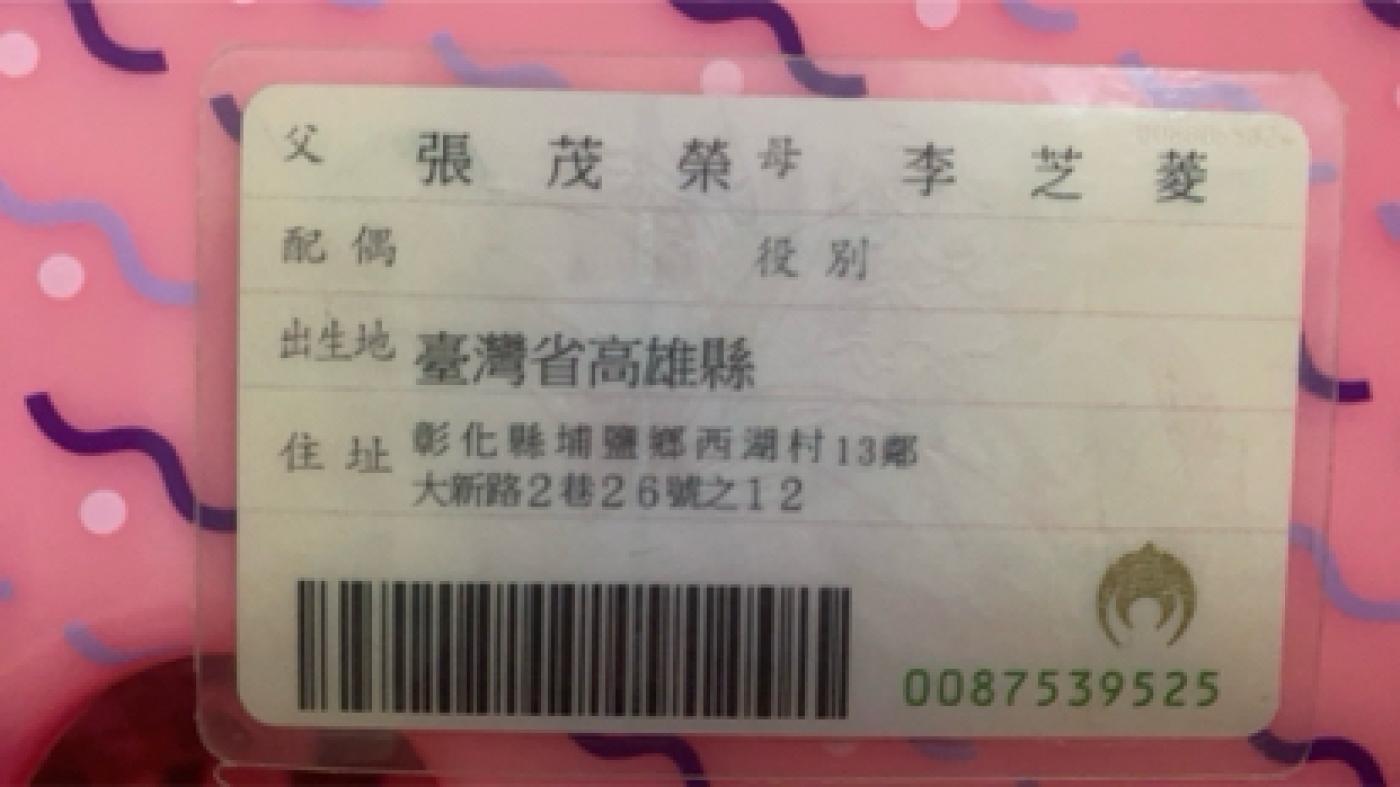 父 張茂榮 母 李芝菱
配偶 役別
出生地 臺灣省高雄縣
住址 彰化縣埔鹽鄉西湖村13鄰
大新路2巷26號之12
0087539525